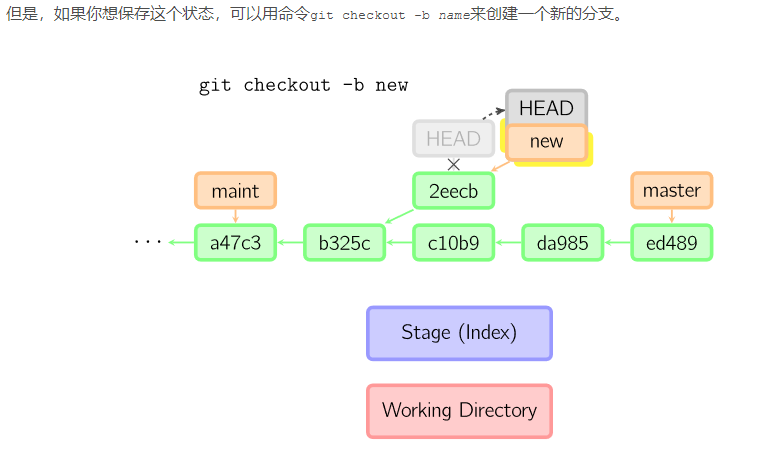 但是，如果你想保存这个状态，可以用命令git checkout -b name来创建一个新的分支。
git checkout -b new
HEAD
HEAD
new
maint
2eecb
master
...
a47c3
b325c
c10b9
da985
ed489
Stage (Index)
Working Directory